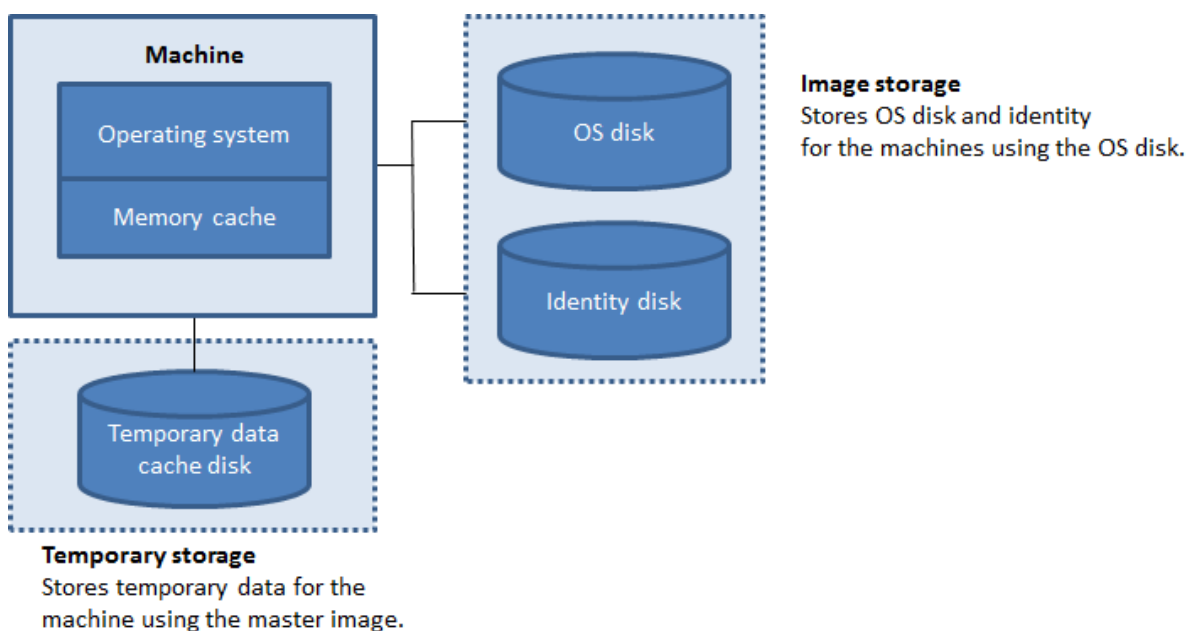 Machine
Operating system
Memory cache
OS disk
Identity disk
Image storage
Stores OS disk and identity
for the machines using the OS disk.
Temporary data
cache disk
Temporary storage
Stores temporary data for the
machine using the master image.